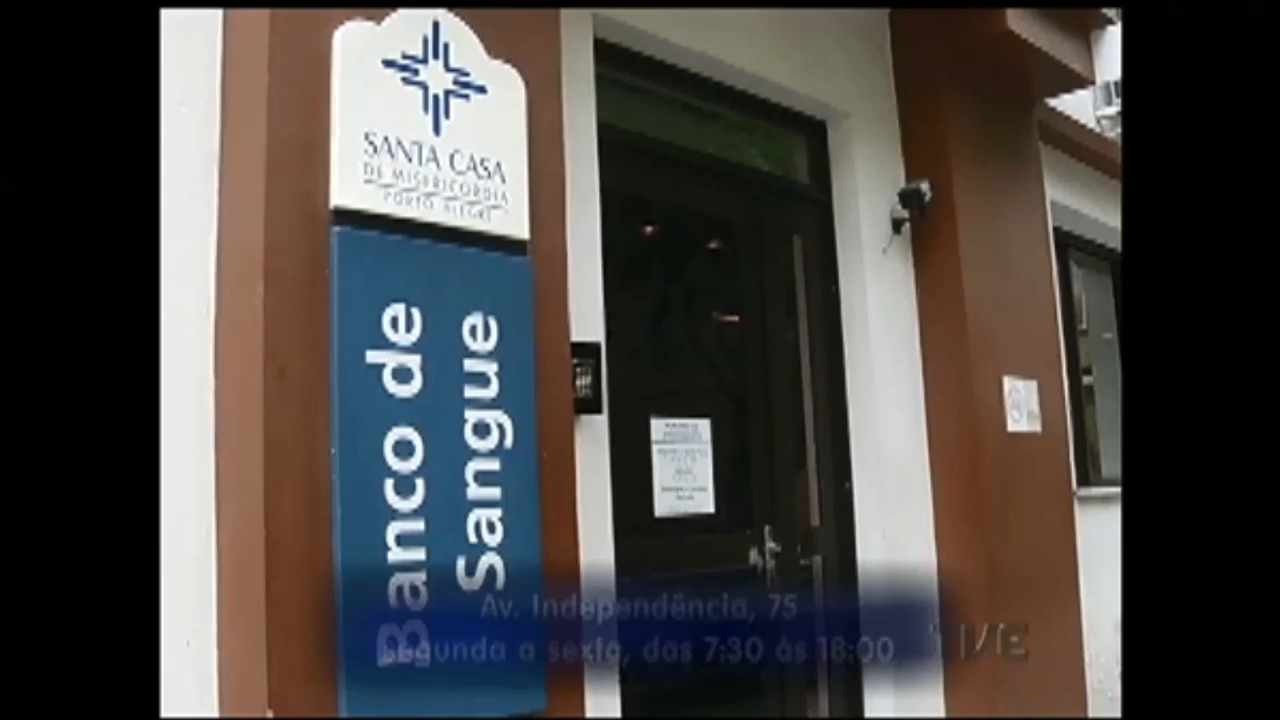 SANTA CASA
DE MISERICORDIA
PORTO ALEGRE
Banco de
Sangue
Av. Independência, 75
segunda a sexta, das 7:30 às 18:00